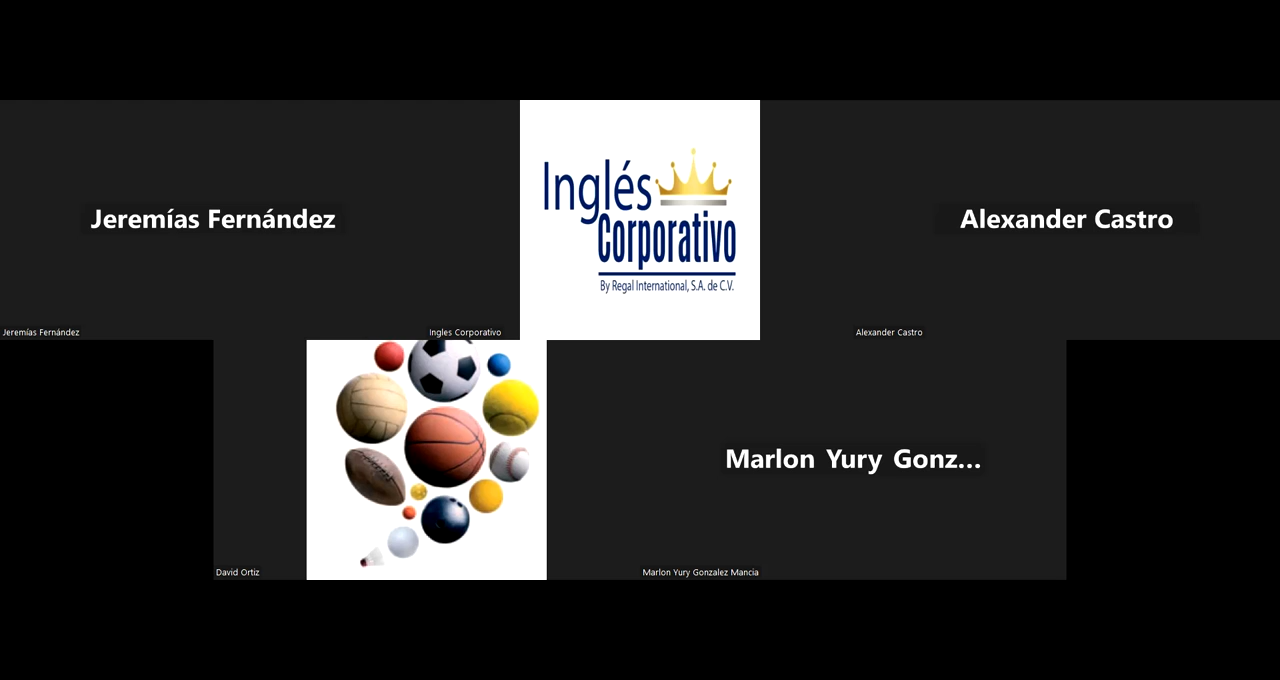 Jeremías Fernández
Jeremías Fernández
Inglés
Corporativo
By Regal International, S.A. de C.V.
Ingles Corporativo
Alexander Castro
Alexander Castro
David Ortiz
Marlon Yury Gonz...
Marlon Yury Gonzalez Mancia